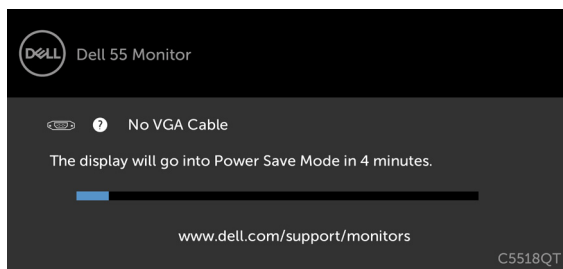 DELL
Dell 55 Monitor
? No VGA Cable
The display will go into Power Save Mode in 4 minutes.
www.dell.com/support/monitors
C5518QT